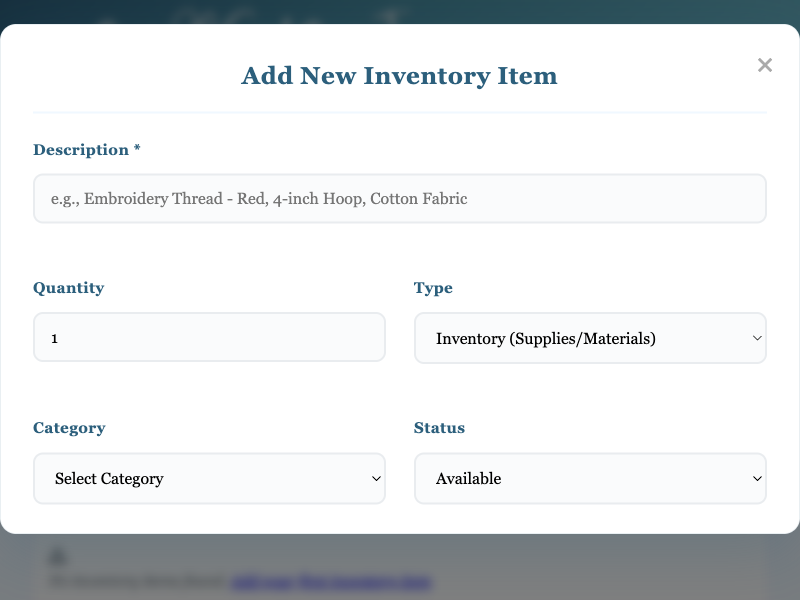 Add New Inventory Item
×
Description *
e.g., Embroidery Thread - Red, 4-inch Hoop, Cotton Fabric
Quantity
Type
1
Inventory (Supplies/Materials)
Category
Status
Select Category
Available